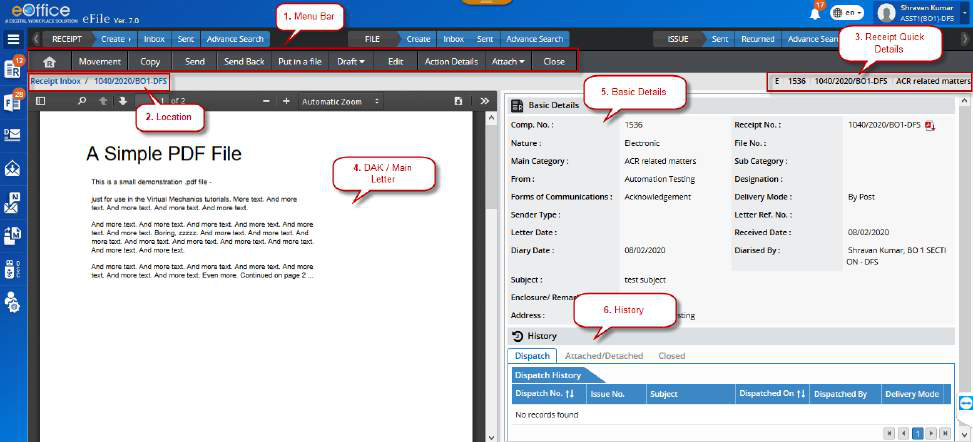 eOffice
A DIGITAL WORKPLACE SOLUTION
eFile Ver. 7.0
17
en
Shravan Kumar
ASST1(BO1)-DFS
1. Menu Bar
RECEIPT Create Inbox Sent Advance Search
FILE Create Inbox Sent Advance Search
ISSUE Sent Returned Advance Sea
3. Receipt Quick
Details
12
28
Movement Copy Send Send Back Put in a file Draft Edit Action Details Attach Close
Receipt Inbox / 1040/2020/BO1-DFS
E 1536 1040/2020/BO1-DFS ACR related matters
of 2
Automatic Zoom
2. Location
A Simple PDF File
This is a small demonstration .pdf file -
just for use in the Virtual Mechanics tutorials. More text. And more
text. And more text. And more text. And more text.
And more text. And more text. And more text. And more text. And more
text. And more text. Boring, zzzzz. And more text. And more text. And
more text. And more text. And more text. And more text. And more text.
And more text. And more text.
And more text. And more text. And more text. And more text. And more
text. And more text. And more text. Even more. Continued on page 2 ...
4. DAK / Main
Letter
5. Basic Details
Basic Details
Comp. No. : 1536 Receipt No. : 1040/2020/BO1-DFS
Nature : Electronic File No. :
Main Category : ACR related matters Sub Category :
From : Automation Testing Designation :
Forms of Communications : Acknowledgement Delivery Mode : By Post
Sender Type : Letter Ref. No. :
Letter Date : Received Date : 08/02/2020
Diary Date : 08/02/2020 Diarised By : Shravan Kumar, BO 1 SECTI
ON - DFS
Subject : test subject
Enclosure/ Remar
Address : sting
6. History
History
Dispatch Attached/Detached Closed
Dispatch History
Dispatch No. Issue No. Subject Dispatched On Dispatched By Delivery Mode
No records found
1